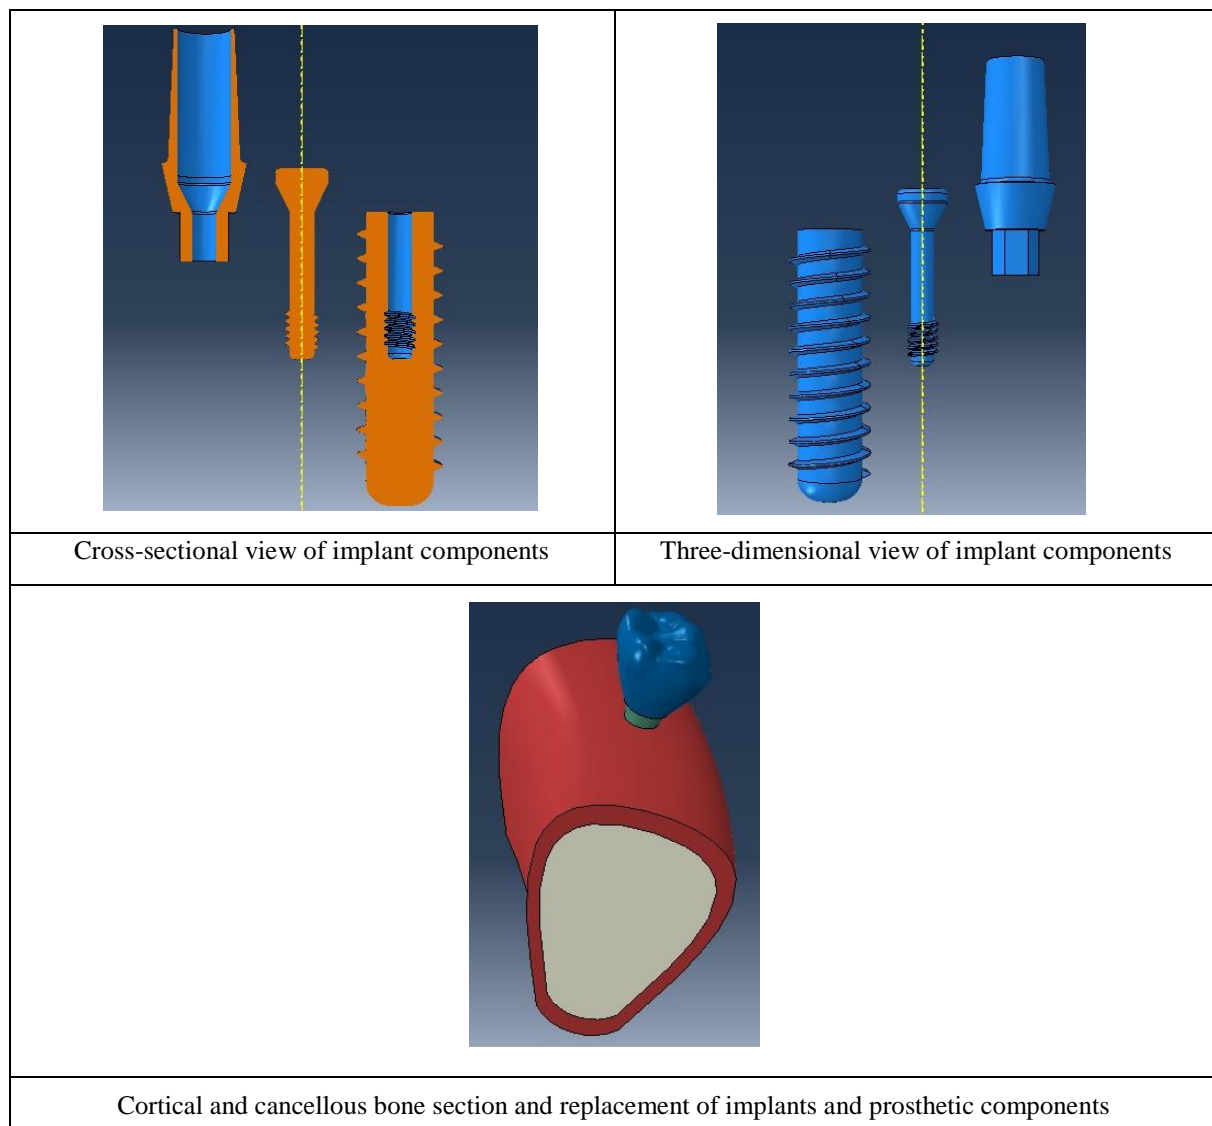 Cross-sectional view of implant components
Three-dimensional view of implant components
Cortical and cancellous bone section and replacement of implants and prosthetic components